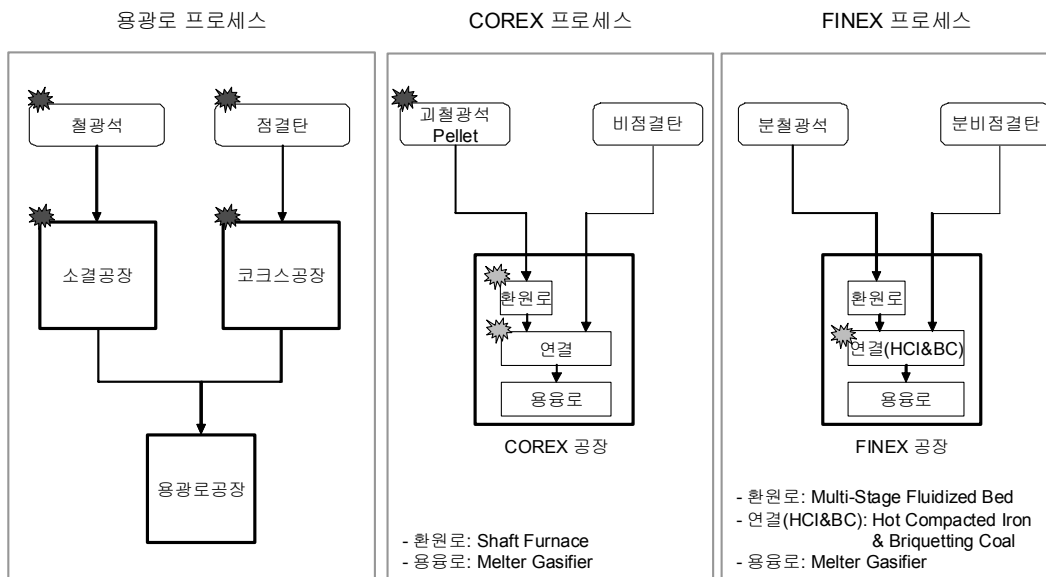 용광로 프로세스
철광석
점결탄
소결공장
코크스공장
용광로공장
COREX 프로세스
괴철광석
Pellet
비점결탄
환원로
연결
용융로
COREX 공장
- 환원로: Shaft Furnace
- 용융로: Melter Gasifier
FINEX 프로세스
분철광석
분비점결탄
환원로
연결(HCI&BC)
용융로
FINEX 공장
- 환원로: Multi-Stage Fluidized Bed
- 연결(HCI&BC): Hot Compacted Iron
& Briquetting Coal
- 용융로: Melter Gasifier